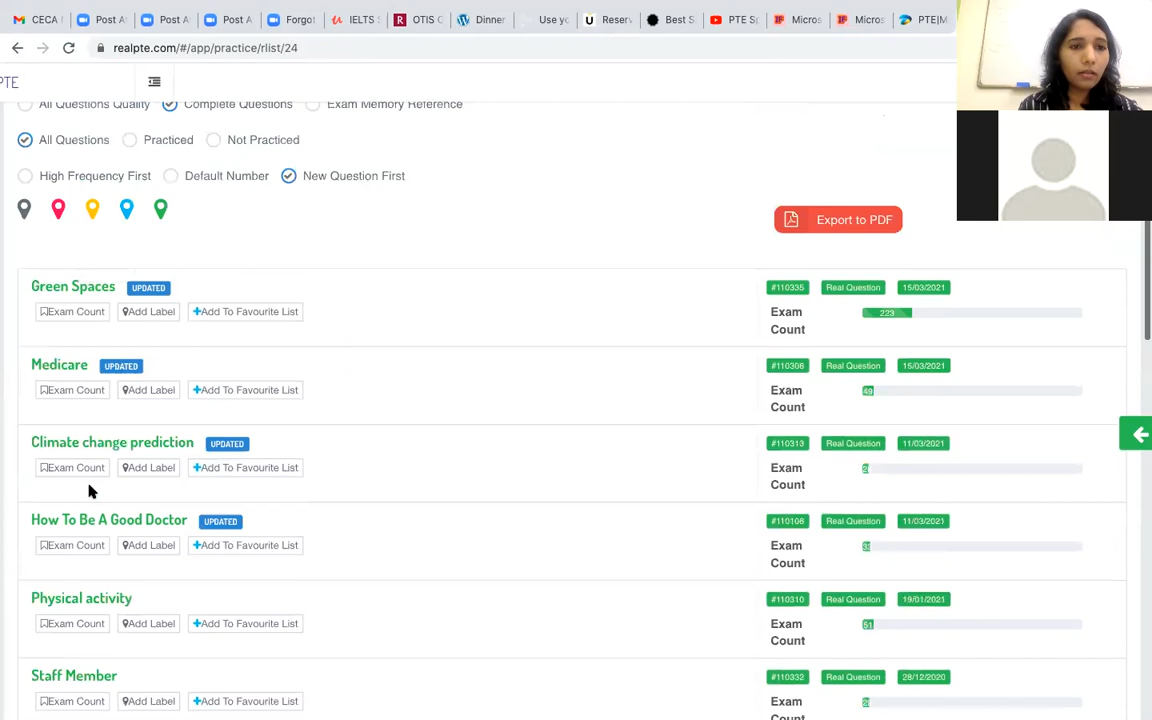 CECA
Post A
Post A
Post A
Forgot
IELTS
OTIS
Dinner
Use yo
Reserv
Best S
PTE Sp
Micros
Micros
PTE|M
realpte.com/#/app/practice/rlist/24
PTE
All Questions Quality Complete Questions Exam Memory Reference
All Questions Practiced Not Practiced
High Frequency First Default Number New Question First
Export to PDF
Green Spaces UPDATED #110335 Real Question 15/03/2021
Exam Count Add Label +Add To Favourite List Exam Count 223
Medicare UPDATED #110306 Real Question 15/03/2021
Exam Count Add Label +Add To Favourite List Exam Count 49
Climate change prediction UPDATED #110313 Real Question 11/03/2021
Exam Count Add Label +Add To Favourite List Exam Count
How To Be A Good Doctor UPDATED #110106 Real Question 11/03/2021
Exam Count Add Label +Add To Favourite List Exam Count
Physical activity #110310 Real Question 19/01/2021
Exam Count Add Label +Add To Favourite List Exam Count 51
Staff Member #110332 Real Question 28/12/2020
Exam Count Add Label +Add To Favourite List Exam Count